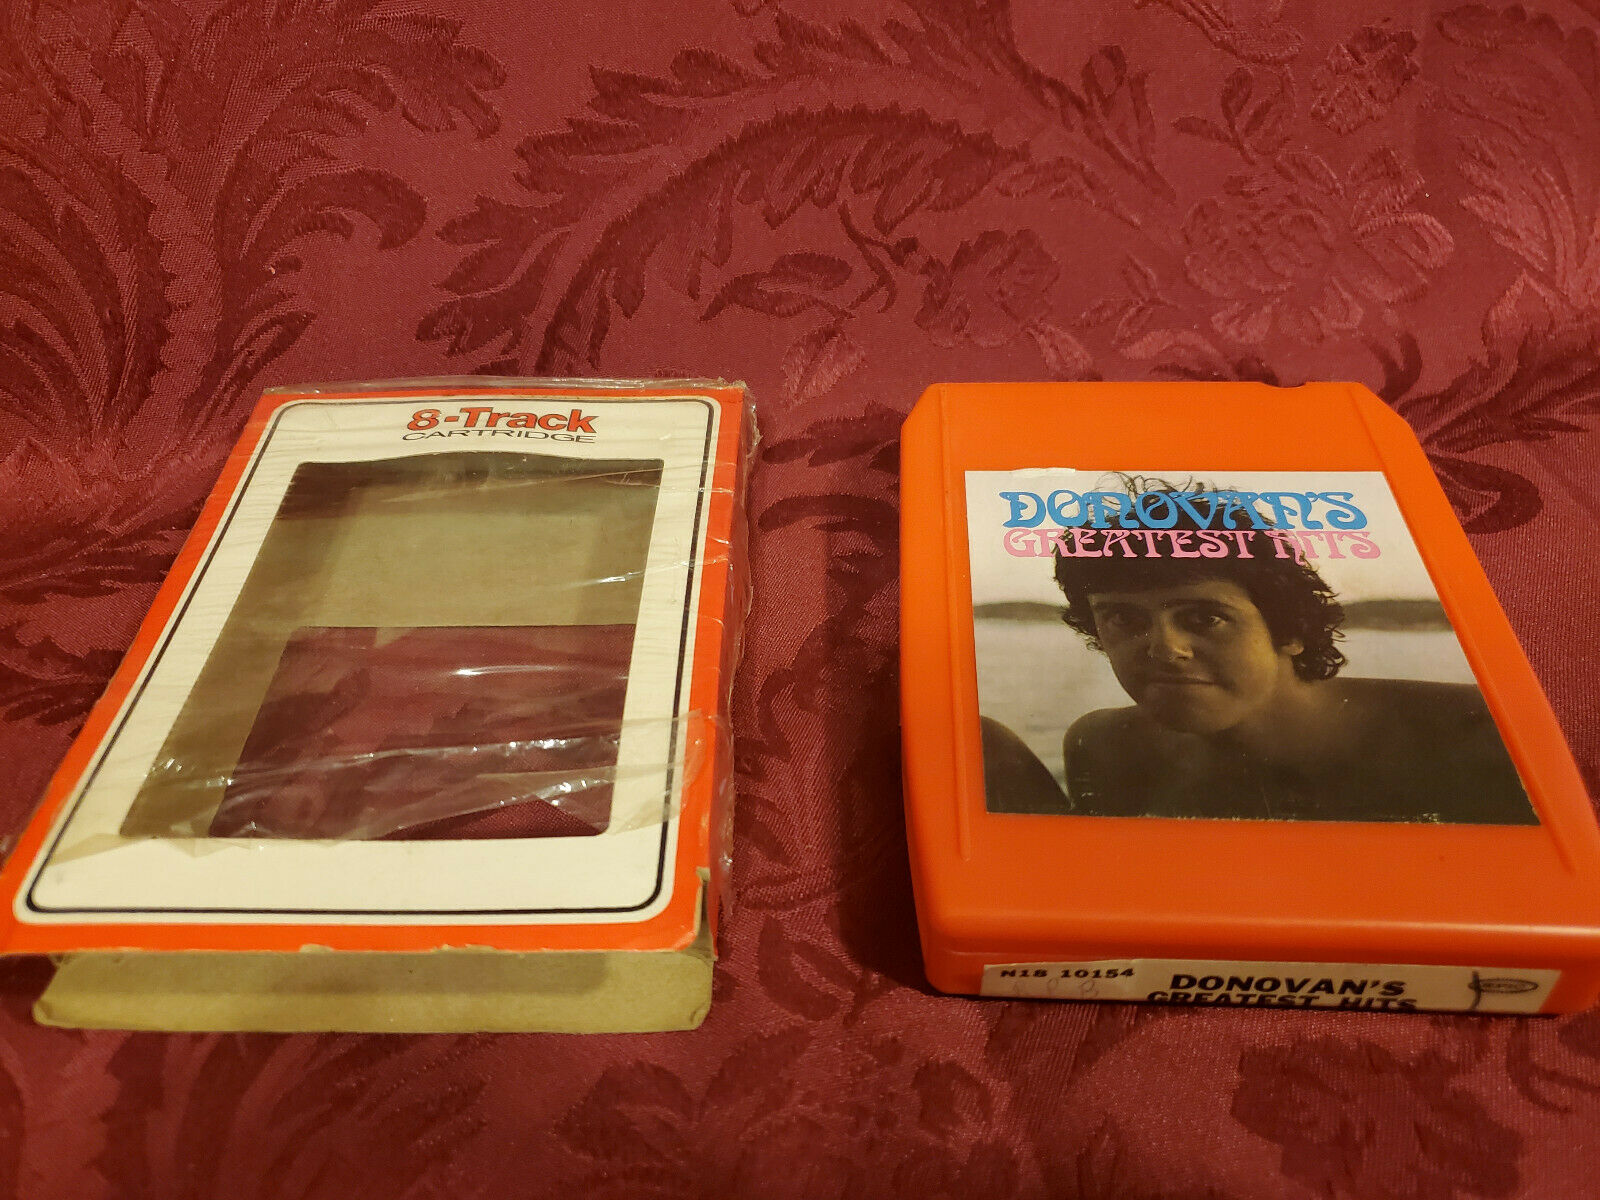 8-Track
CARTRIDGE
DONOVAN'S
GREATEST HITS
N18 10154
DONOVAN'S
GREATEST HITS